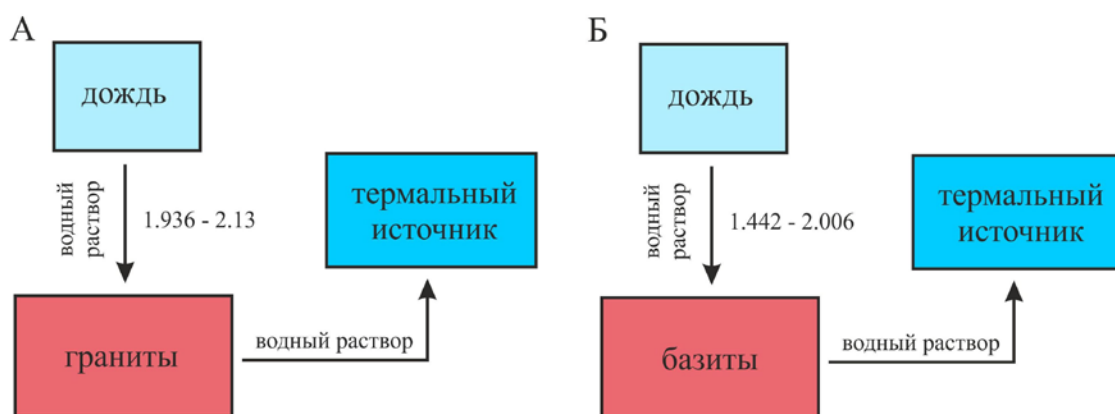 А
дождь
водный
раствор
1.936 - 2.13
термальный
источник
граниты
водный раствор
Б
дождь
водный
раствор
1.442 - 2.006
термальный
источник
базиты
водный раствор